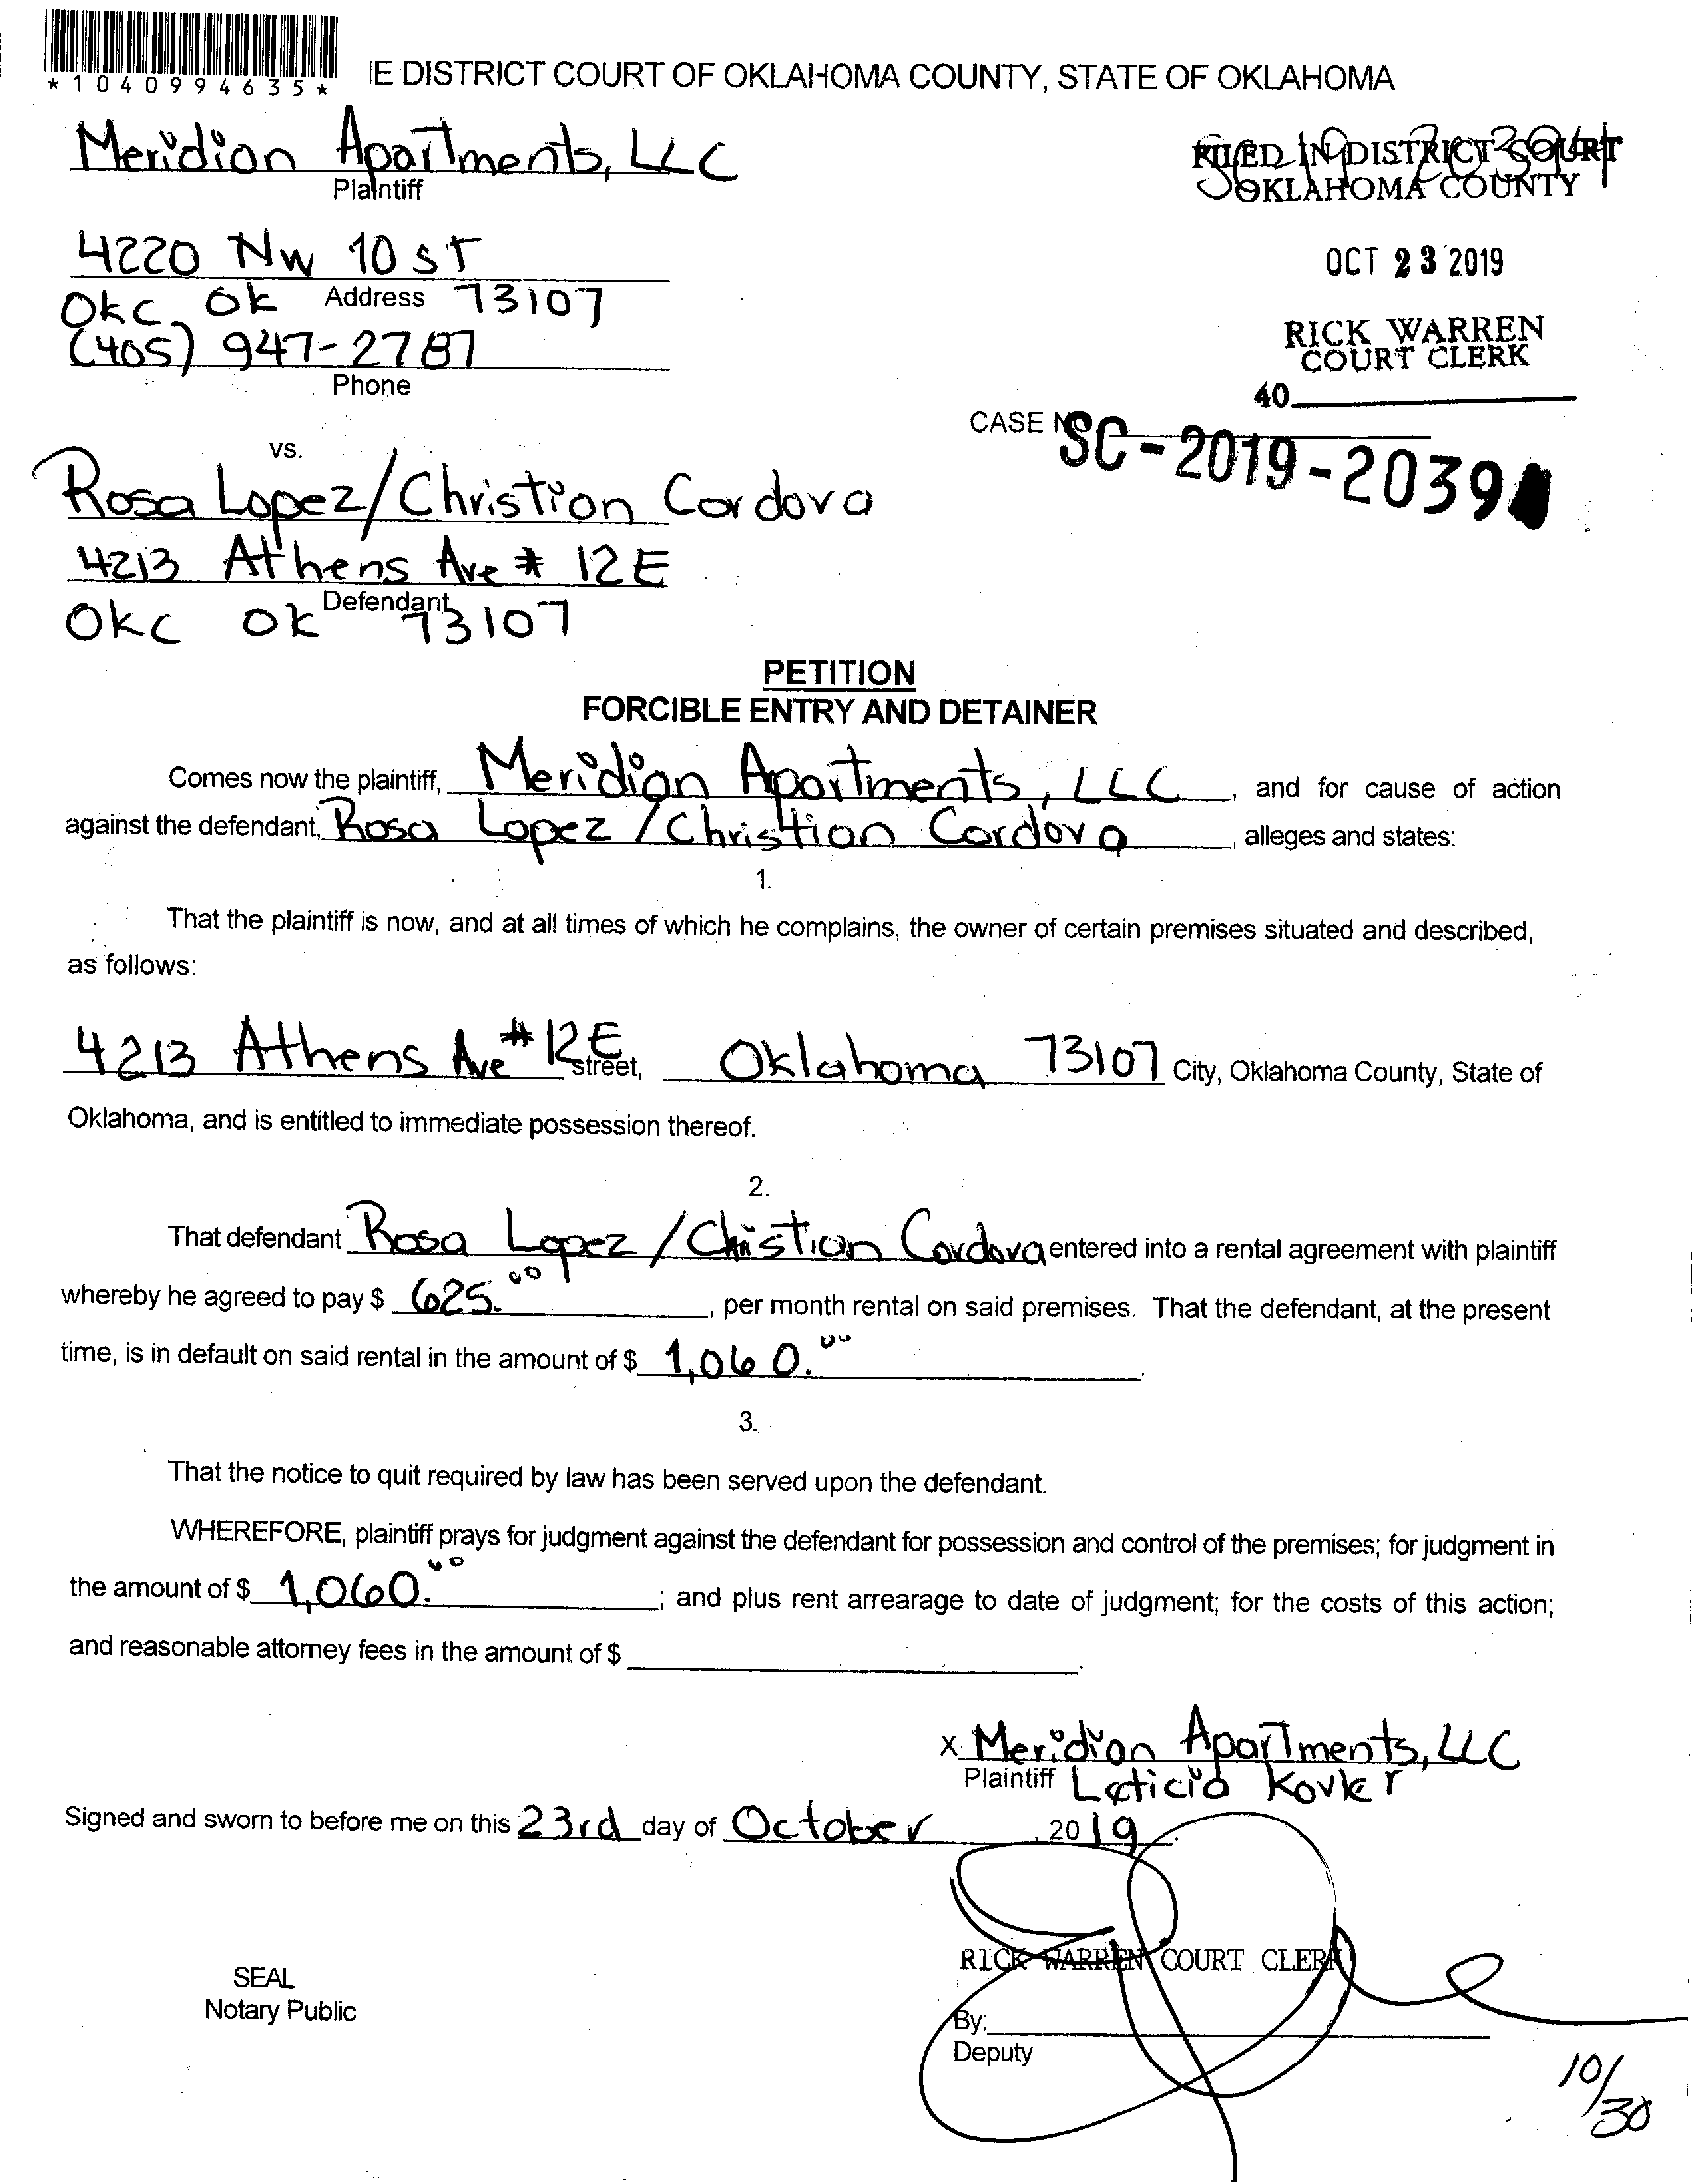 *1040994635*
IE DISTRICT COURT OF OKLAHOMA COUNTY, STATE OF OKLAHOMA
Meridian Apartments, LLC
Plaintiff
FILED IN DISTRICT COURT
OKLAHOMA COUNTY
4220 NW 10 ST
OCT 23 2019
Okc, Ok Address 73107
(405) 947-2787
Phone
RICK WARREN
COURT CLERK
40
CASE NO
SC-2019-2039
vs.
Rosa Lopez/Christian Cordova
4213 Athens Ave # 12E
Defendant
Okc Ok 73107
PETITION
FORCIBLE ENTRY AND DETAINER
Comes now the plaintiff, Meridian Apartments, LLC, and for cause of action
against the defendant, Rosa Lopez / Christian Cordova, alleges and states:
1.
That the plaintiff is now, and at all times of which he complains, the owner of certain premises situated and described,
as follows:
4213 Athens Ave # 12E street, Oklahoma 73107 City, Oklahoma County, State of
Oklahoma, and is entitled to immediate possession thereof.
2.
That defendant Rosa Lopez / Christian Cordova entered into a rental agreement with plaintiff
whereby he agreed to pay $ 625.00, per month rental on said premises. That the defendant, at the present
time, is in default on said rental in the amount of $ 1,060.00.
3.
That the notice to quit required by law has been served upon the defendant.
WHEREFORE, plaintiff prays for judgment against the defendant for possession and control of the premises; for judgment in
the amount of $ 1,060.00; and plus rent arrearage to date of judgment; for the costs of this action;
and reasonable attorney fees in the amount of $
x Meridian Apartments, LLC
Plaintiff Leticia Kovker
Signed and sworn to before me on this 23rd day of October, 2019.
RICK WARREN COURT CLERK
SEAL
Notary Public
By:
Deputy
10/30